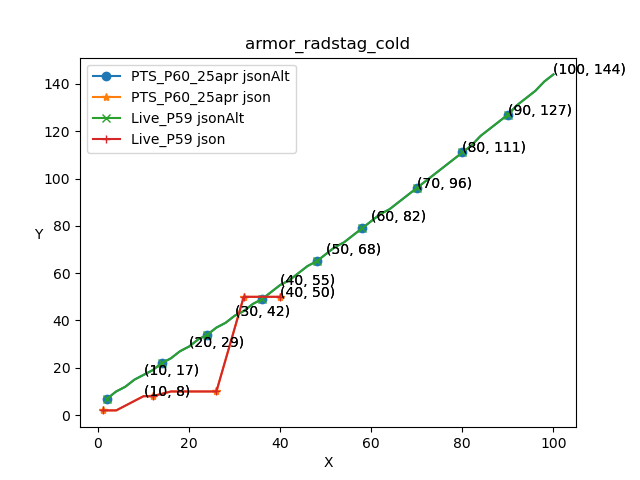 armor_radstag_cold
PTS_P60_25apr jsonAlt
PTS_P60_25apr json
Live_P59 jsonAlt
Live_P59 json
(100, 144)
(90, 127)
(80, 111)
(70, 96)
(60, 82)
(50, 68)
(40, 55)
(40, 50)
(30, 42)
(20, 29)
(10, 17)
(10, 8)
140
120
100
80
60
40
20
0
Y
0 20 40 60 80 100
X